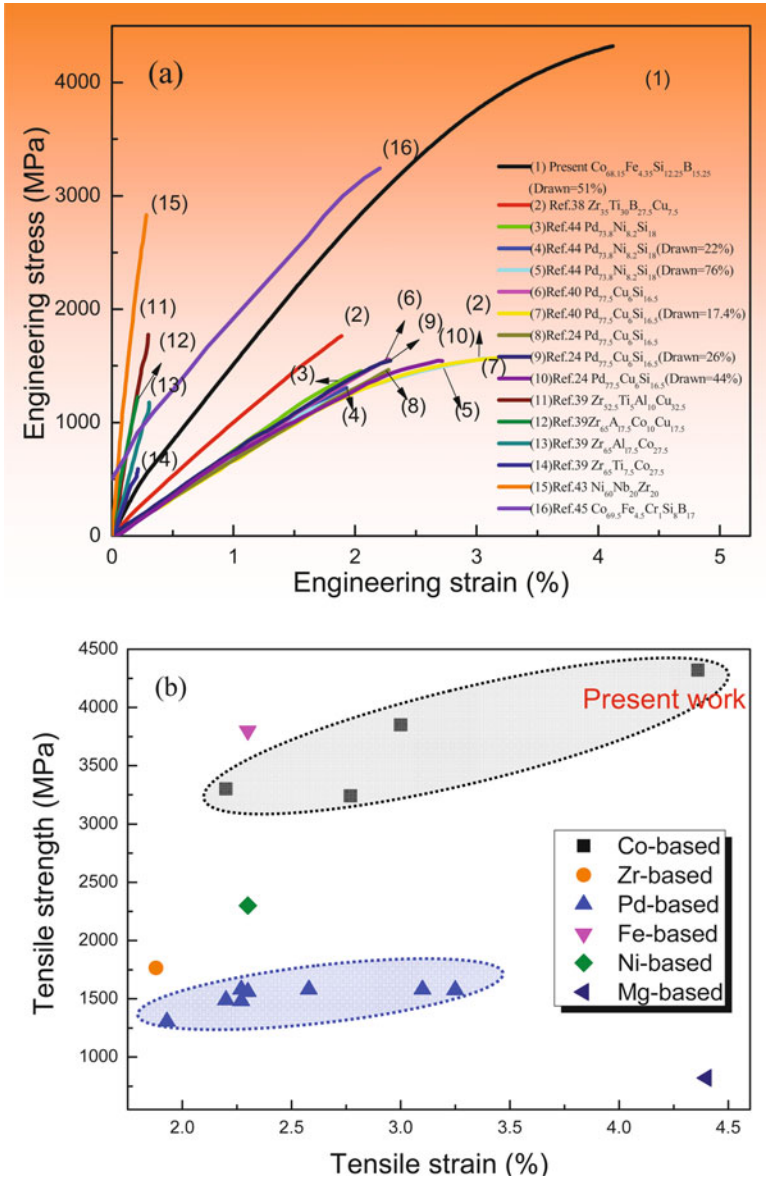 (a)
4000
3000
2000
1000
0
Engineering stress (MPa)
0 1 2 3 4 5
Engineering strain (%)
(1)
(16)
(15)
(11)
(12)
(13)
(14)
(2)
(6)
(9)
(10)
(2)
(3)
(4)
(8)
(5)
(7)
(1) Present Co68.15Fe4.35Si12.25B15.25
(Drawn=51%)
(2) Ref.38 Zr35Ti30B27.5Cu7.5
(3)Ref.44 Pd73.8Ni8.2Si18
(4)Ref.44 Pd73.8Ni8.2Si18(Drawn=22%)
(5)Ref.44 Pd73.8Ni8.2Si18(Drawn=76%)
(6)Ref.40 Pd77.5Cu6Si16.5
(7)Ref.40 Pd77.5Cu6Si16.5(Drawn=17.4%)
(8)Ref.24 Pd77.5Cu6Si16.5
(9)Ref.24 Pd77.5Cu6Si16.5(Drawn=26%)
(10)Ref.24 Pd77.5Cu6Si16.5(Drawn=44%)
(11)Ref.39 Zr52.5Ti5Al10Cu32.5
(12)Ref.39Zr65A17.5Co10Cu17.5
(13)Ref.39 Zr65Al17.5Co27.5
(14)Ref.39 Zr65Ti7.5Co27.5
(15)Ref.43 Ni60Nb20Zr20
(16)Ref.45 Co69.5Fe4.5Cr1Si8B17
(b)
4500
4000
3500
3000
2500
2000
1500
1000
Tensile strength (MPa)
Present work
Co-based
Zr-based
Pd-based
Fe-based
Ni-based
Mg-based
2.0 2.5 3.0 3.5 4.0 4.5
Tensile strain (%)